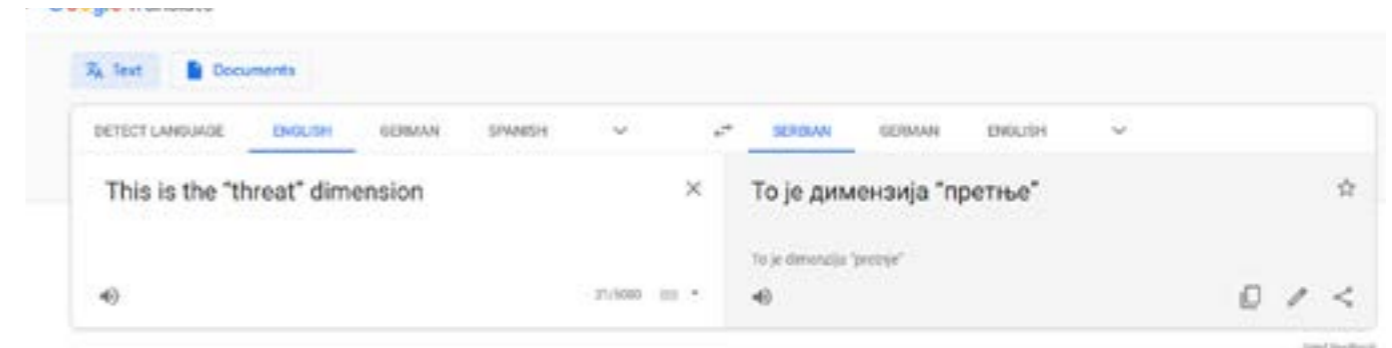 Text
Documents
DETECT LANGUAGE ENGLISH GERMAN SPANISH
SERBIAN GERMAN ENGLISH
This is the “threat” dimension
То је димензија “претње”
To je dimenzija “pretnje”
31/5000